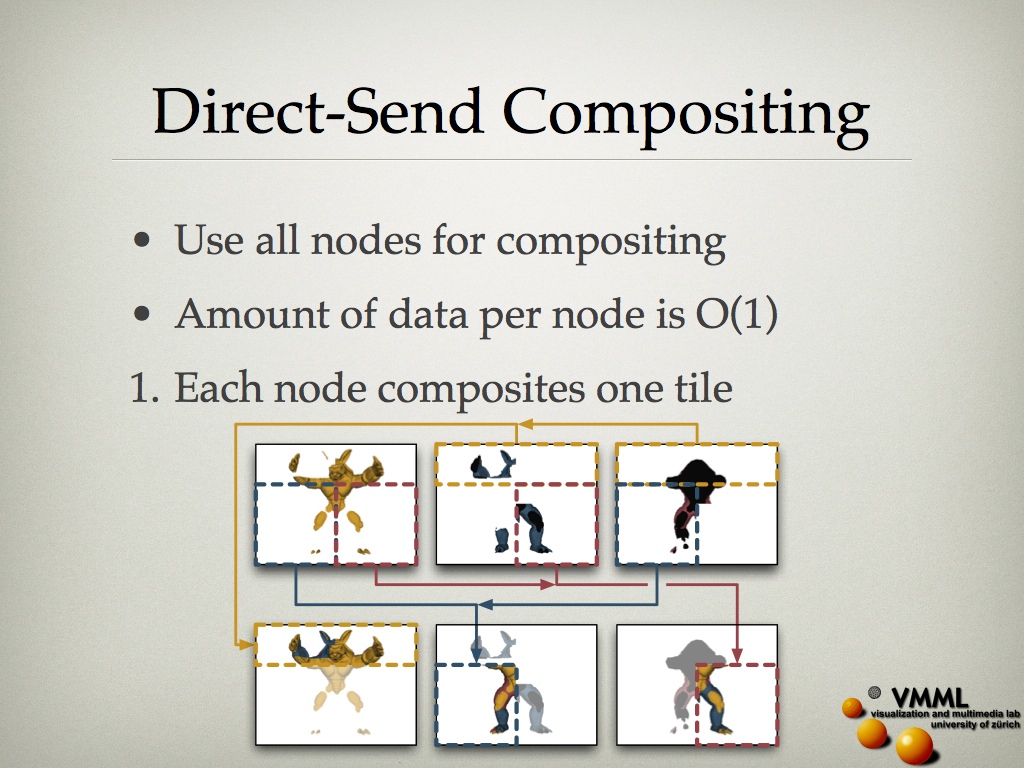 Direct-Send Compositing
• Use all nodes for compositing
• Amount of data per node is O(1)
1. Each node composites one tile
VMML
visualization and multimedia lab
university of zürich